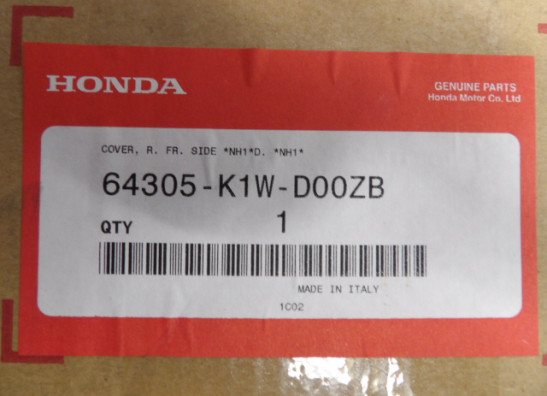 HONDA
GENUINE PARTS
Honda Motor Co. Ltd
COVER, R. FR. SIDE *NH1*D. *NH1*
64305-K1W-D00ZB
QTY 1
MADE IN ITALY
1C02